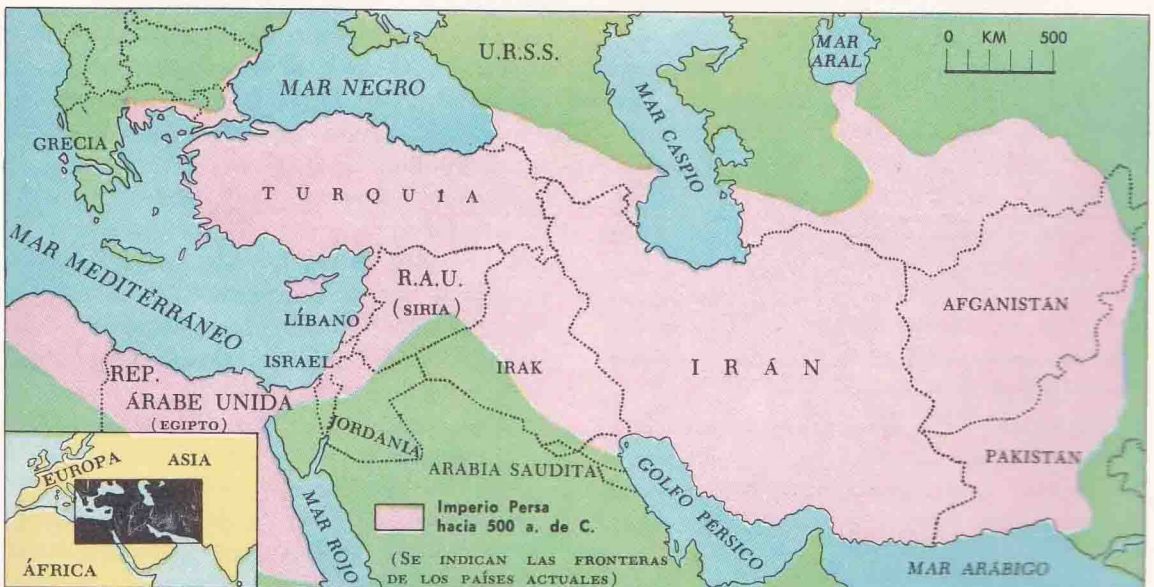 U.R.S.S.
MAR
ARAL
0 KM 500
MAR NEGRO
MAR CASPIO
GRECIA
TURQUÍA
MAR MEDITERRÁNEO
R.A.U.
(SIRIA)
LÍBANO
AFGANISTÁN
ISRAEL
IRAK
IRÁN
REP.
ÁRABE UNIDA
(EGIPTO)
JORDANIA
PAKISTÁN
ARABIA SAUDITA
GOLFO PÉRSICO
MAR ROJO
EUROPA
ASIA
ÁFRICA
Imperio Persa
hacia 500 a. de C.
(SE INDICAN LAS FRONTERAS
DE LOS PAÍSES ACTUALES)
MAR ARÁBIGO